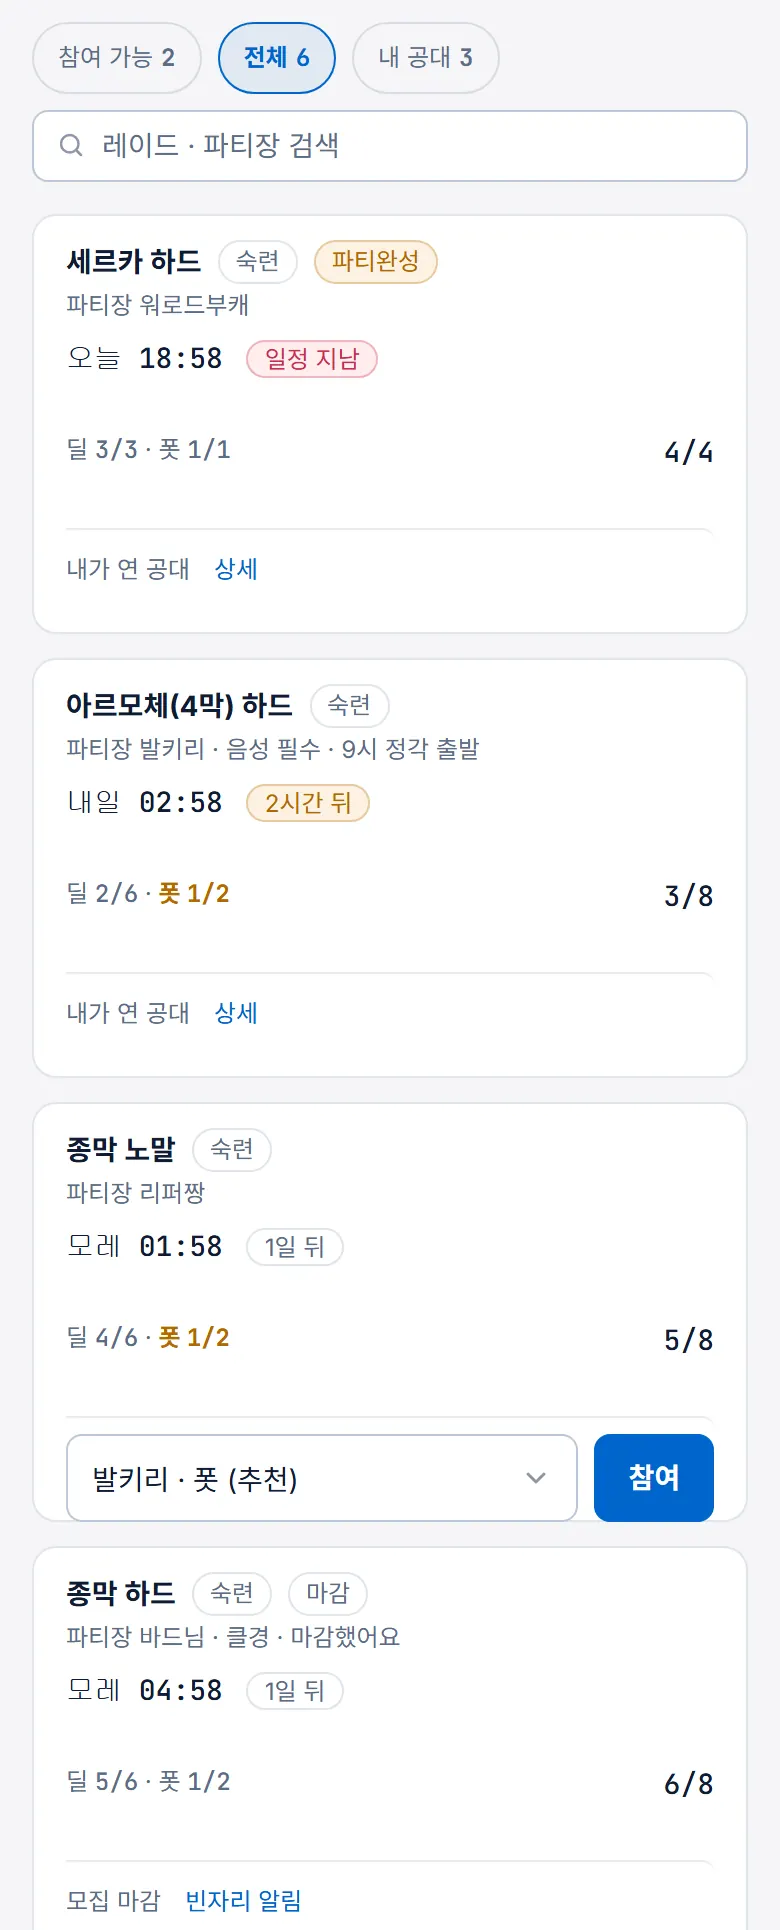 참여 가능 2 전체 6 내 공대 3
레이드 · 파티장 검색
세르카 하드 숙련 파티완성
파티장 워로드부캐
오늘 18:58 일정 지남
딜 3/3 · 폿 1/1 4/4
내가 연 공대 상세
아르모체(4막) 하드 숙련
파티장 발키리 · 음성 필수 · 9시 정각 출발
내일 02:58 2시간 뒤
딜 2/6 · 폿 1/2 3/8
내가 연 공대 상세
종막 노말 숙련
파티장 리퍼짱
모레 01:58 1일 뒤
딜 4/6 · 폿 1/2 5/8
발키리 · 폿 (추천) 참여
종막 하드 숙련 마감
파티장 바드님 · 클경 · 마감했어요
모레 04:58 1일 뒤
딜 5/6 · 폿 1/2 6/8
모집 마감 빈자리 알림